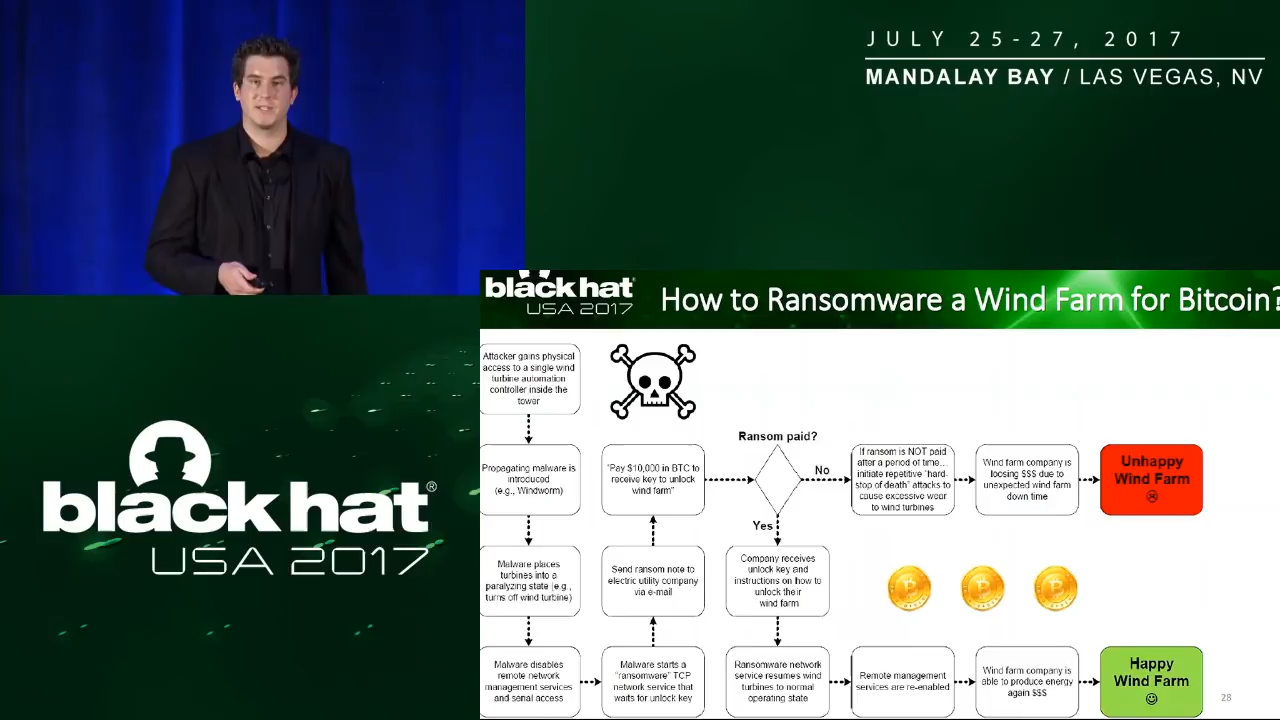 JULY 25-27, 2017
MANDALAY BAY / LAS VEGAS, NV
black hat®
USA 2017
black hat®
USA 2017
How to Ransomware a Wind Farm for Bitcoin?
Attacker gains physical
access to a single wind
turbine automation
controller inside the
tower
Propagating malware is
introduced
(e.g., Windworm)
Malware places
turbines into a
paralyzing state (e.g.,
turns off wind turbine)
Malware disables
remote network
management services
and serial access
Malware starts a
"ransomware" TCP
network service that
waits for unlock key
Send ransom note to
electric utility company
via e-mail
"Pay $10,000 in BTC to
receive key to unlock
wind farm"
Ransom paid?
No
Yes
If ransom is NOT paid
after a period of time…
initiate repetitive "hard-
stop of death" attacks to
cause excessive wear
to wind turbines
Wind farm company is
loosing $$$ due to
unexpected wind farm
down time
Unhappy
Wind Farm
☹
Company receives
unlock key and
instructions on how to
unlock their
wind farm
Ransomware network
service resumes wind
turbines to normal
operating state
Remote management
services are re-enabled
Wind farm company is
able to produce energy
again $$$
Happy
Wind Farm
☺
28